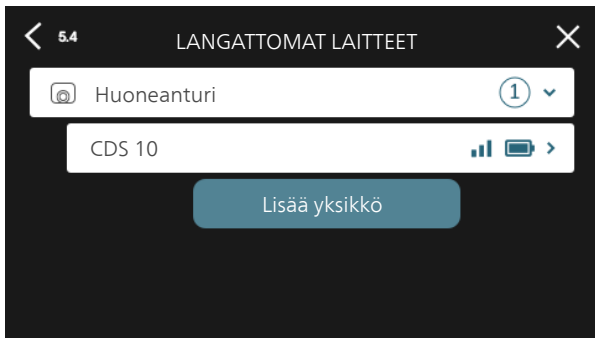 5.4 LANGATTOMAT LAITTEET
Huoneanturi 1
CDS 10
Lisää yksikkö